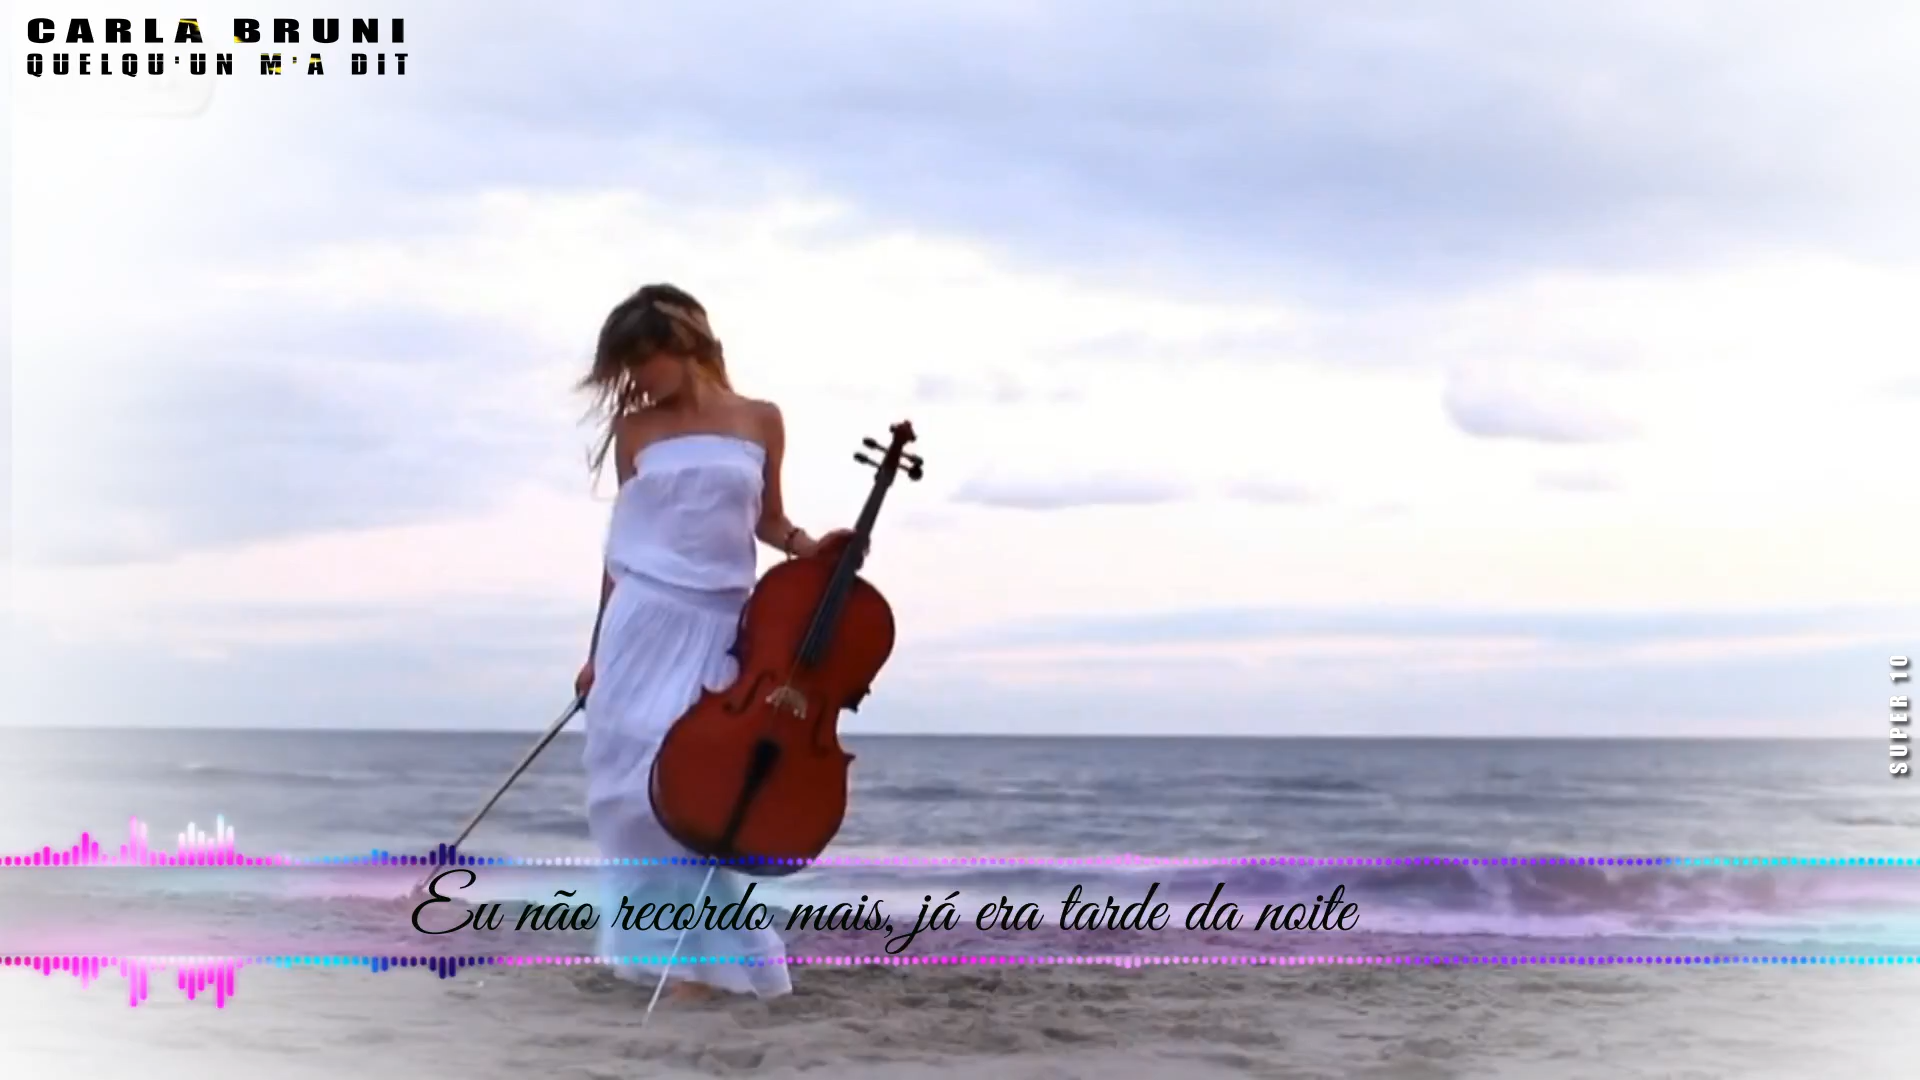 CARLA BRUNI
QUELQU'UN M'A DIT
SUPER 10
Eu não recordo mais, já era tarde da noite